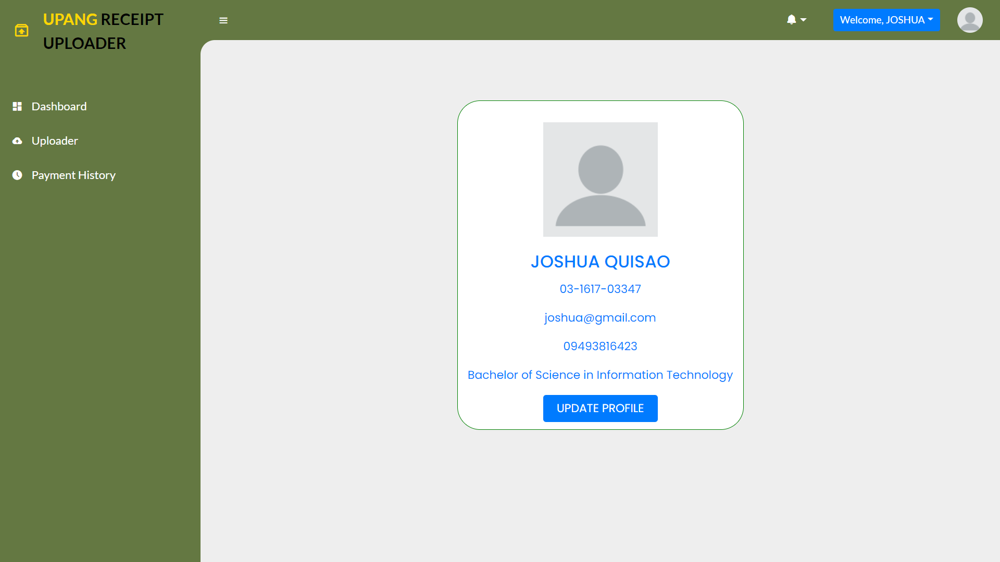 UPANG RECEIPT
UPLOADER
Welcome, JOSHUA
Dashboard
Uploader
Payment History
JOSHUA QUISAO
03-1617-03347
joshua@gmail.com
09493816423
Bachelor of Science in Information Technology
UPDATE PROFILE